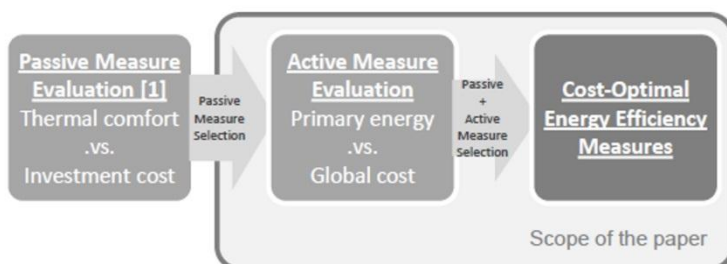 Passive Measure
Evaluation [1]
Thermal comfort
.vs.
Investment cost
Passive
Measure
Selection
Active Measure
Evaluation
Primary energy
.vs.
Global cost
Passive
+
Active
Measure
Selection
Cost-Optimal
Energy Efficiency
Measures
Scope of the paper